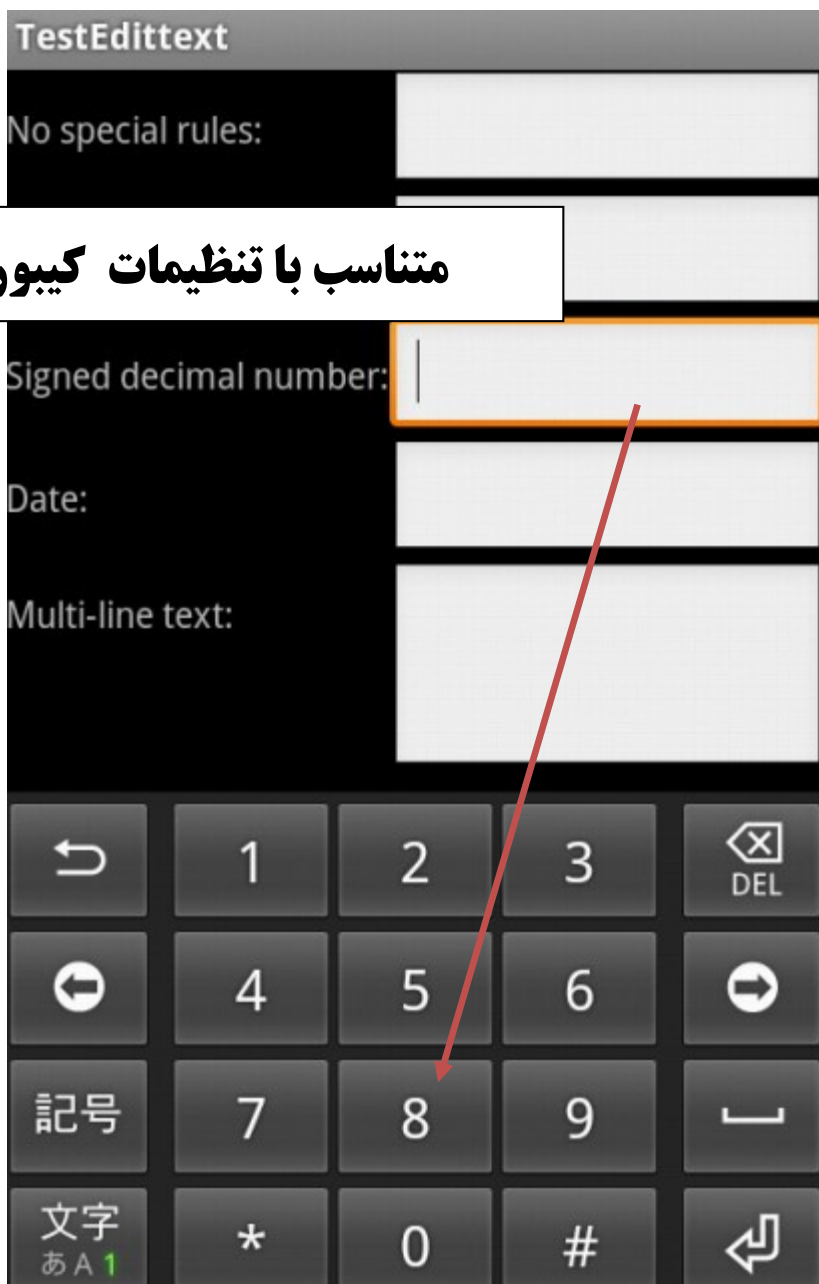 TestEdittext
No special rules:
متناسب با تنظیمات
Signed decimal number:
Date:
Multi-line text:
1 2 3 DEL
4 5 6
記号 7 8 9
文字 * 0 #
あ A 1